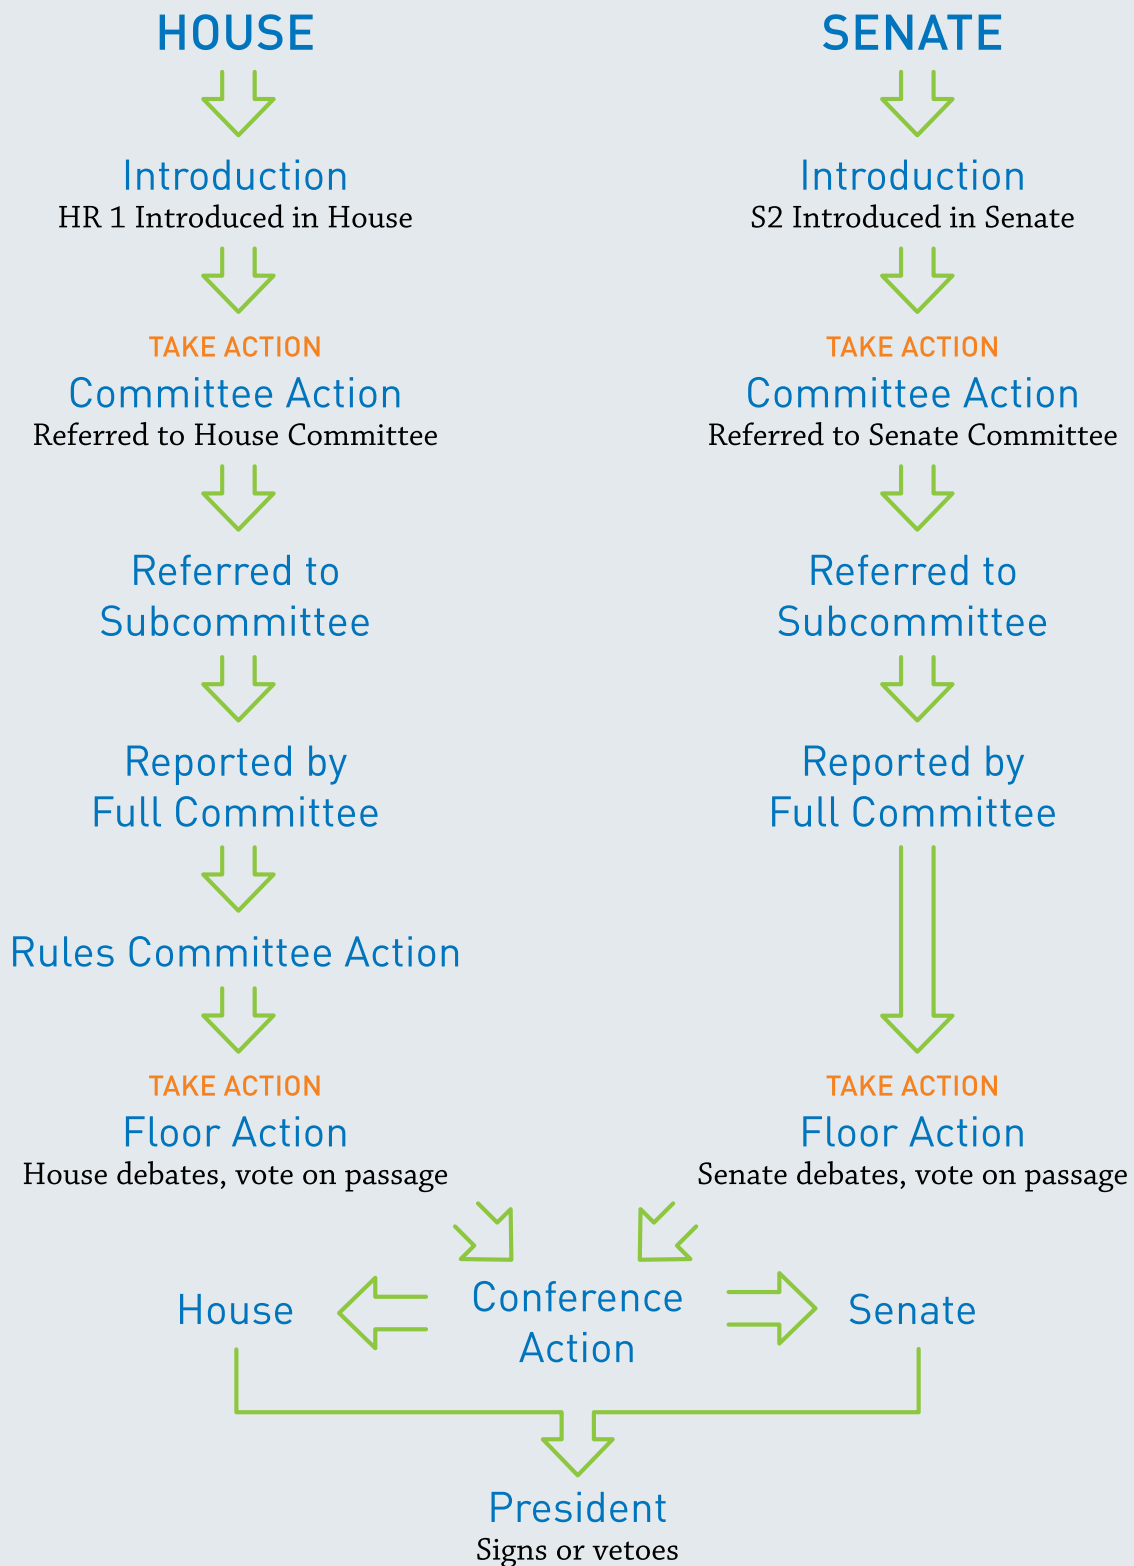 HOUSE
Introduction
HR 1 Introduced in House
TAKE ACTION
Committee Action
Referred to House Committee
Referred to
Subcommittee
Reported by
Full Committee
Rules Committee Action
TAKE ACTION
Floor Action
House debates, vote on passage
SENATE
Introduction
S2 Introduced in Senate
TAKE ACTION
Committee Action
Referred to Senate Committee
Referred to
Subcommittee
Reported by
Full Committee
TAKE ACTION
Floor Action
Senate debates, vote on passage
House
Conference
Action
Senate
President
Signs or vetoes